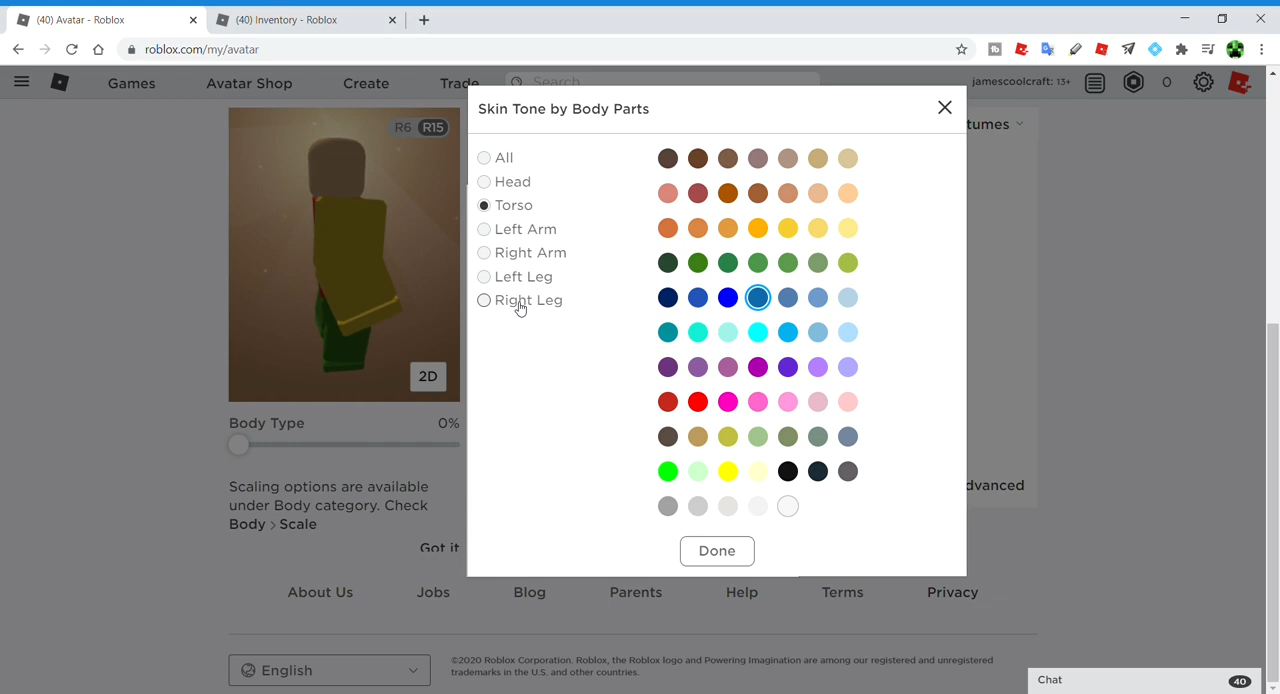 (40) Avatar - Roblox
(40) Inventory - Roblox
roblox.com/my/avatar
Games
Avatar Shop
Create
Trade
Search
jamescoolcraft: 13+
0
Skin Tone by Body Parts
R6 R15
tumes
All
Head
Torso
Left Arm
Right Arm
Left Leg
Right Leg
2D
Body Type 0%
Scaling options are available
under Body category. Check
Body > Scale
Got it
dvanced
Done
About Us
Jobs
Blog
Parents
Help
Terms
Privacy
English
©2020 Roblox Corporation. Roblox, the Roblox logo and Powering Imagination are among our registered and unregistered
trademarks in the U.S. and other countries.
Chat
40